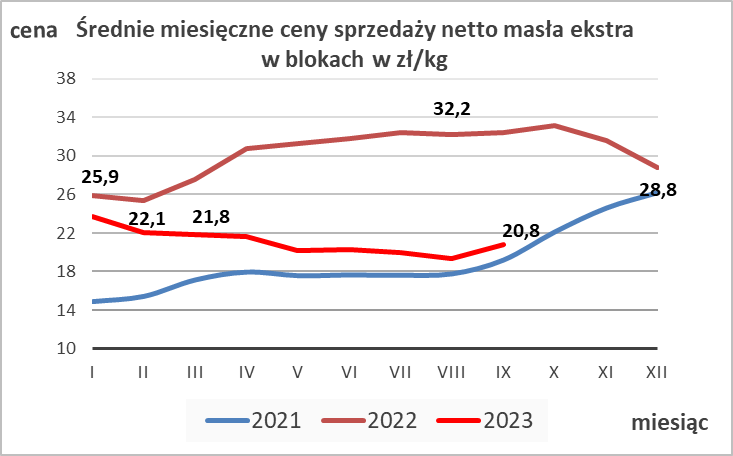 cena Średnie miesięczne ceny sprzedaży netto masła ekstra
w blokach w zł/kg
38
34
32,2
30
25,9
28,8
26
22,1
21,8
20,8
22
18
14
10
I II III IV V VI VII VIII IX X XI XII
2021 2022 2023
miesiąc